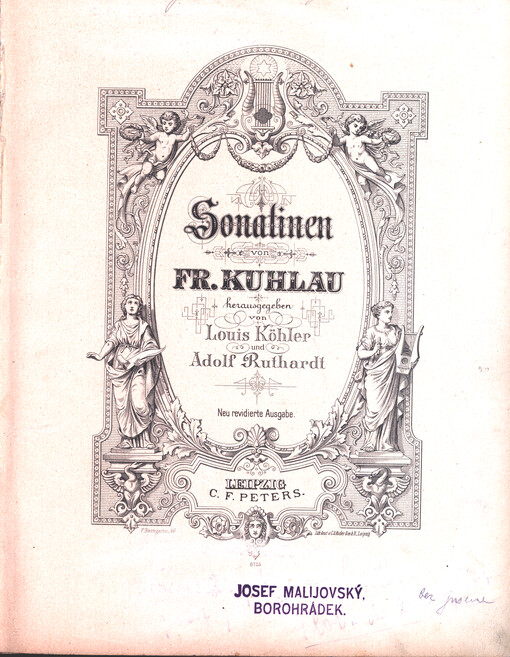 Sonatinen
von
FR. KUHLAU
herausgegeben
von
Louis Köhler
und
Adolf Ruthardt
Neu revidierte Ausgabe.
LEIPZIG
C. F. PETERS.
JOSEF MALIJOVSKÝ,
BOROHRÁDEK.